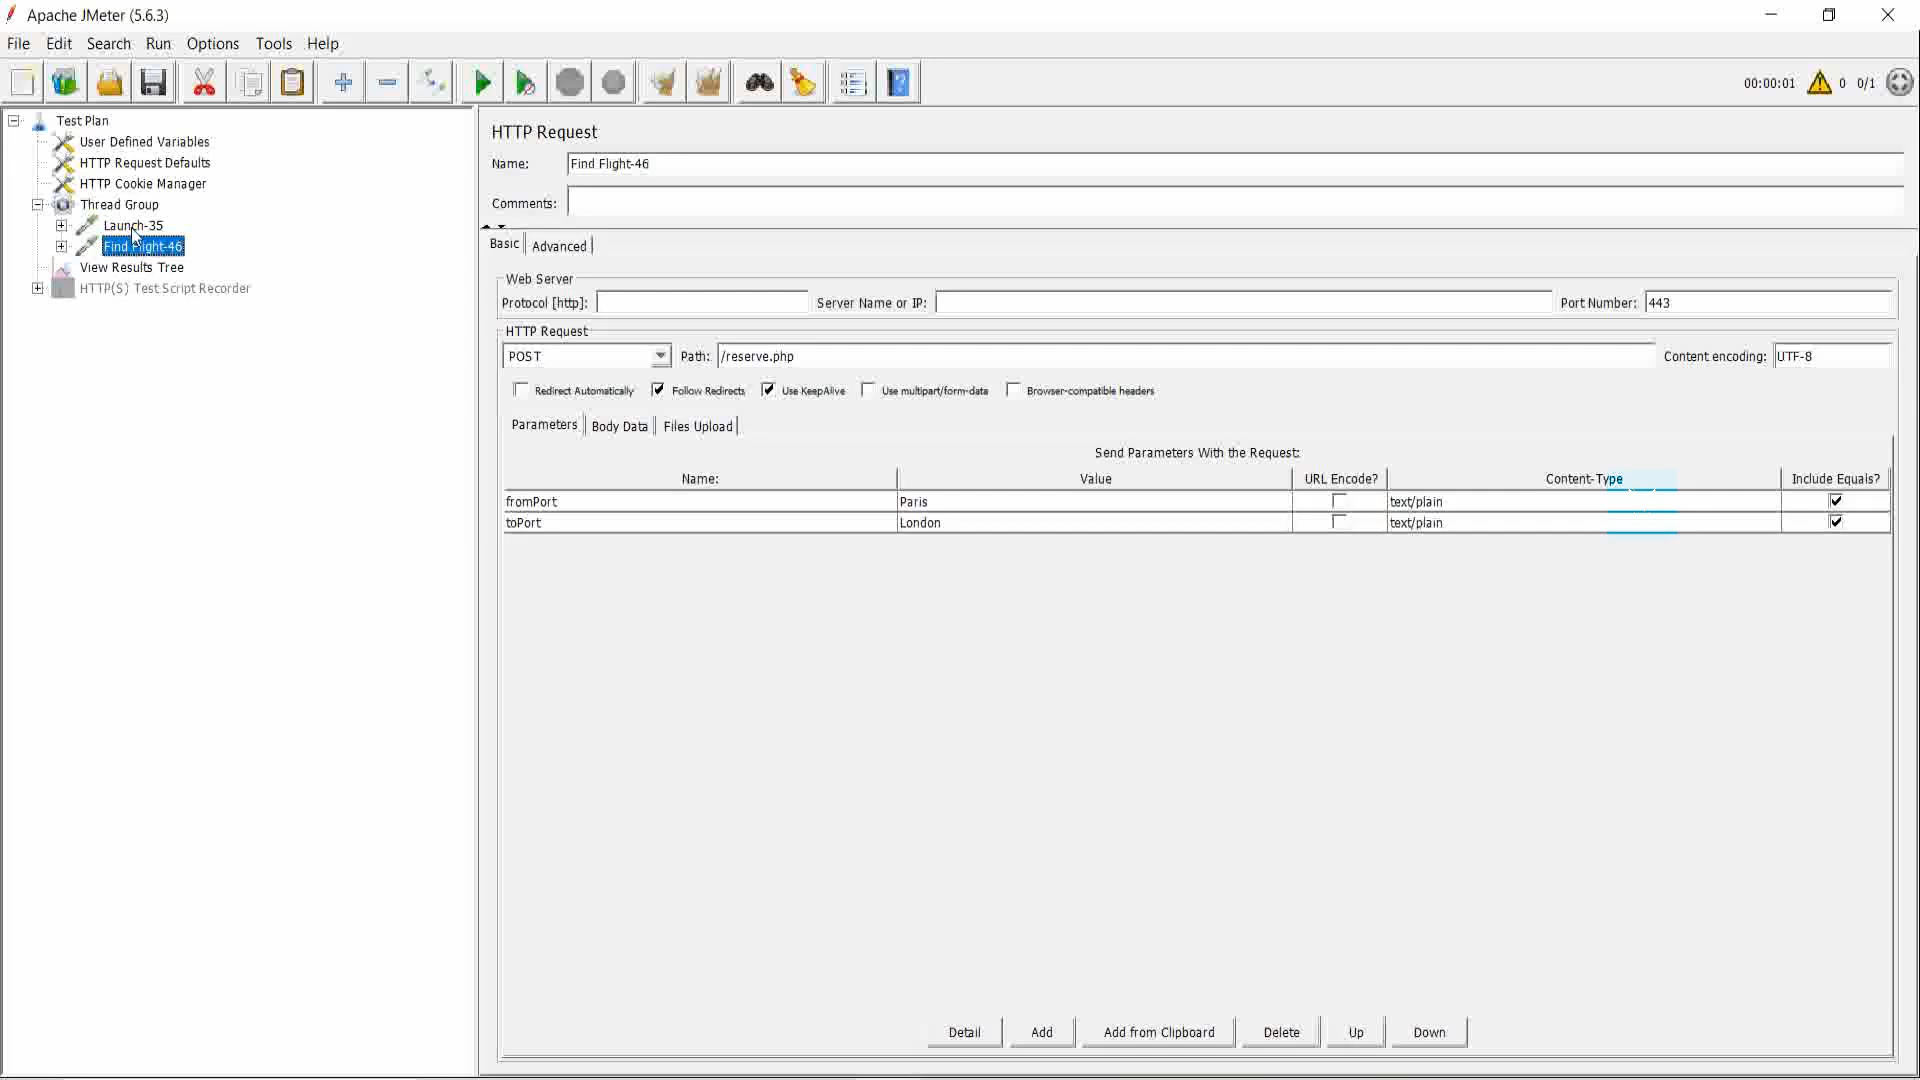 Apache JMeter (5.6.3)
File Edit Search Run Options Tools Help
00:00:01 0 0/1
Test Plan
User Defined Variables
HTTP Request Defaults
HTTP Cookie Manager
Thread Group
Launch-35
Find Flight-46
View Results Tree
HTTP(S) Test Script Recorder
HTTP Request
Name: Find Flight-46
Comments:
Basic Advanced
Web Server
Protocol [http]: Server Name or IP: Port Number: 443
HTTP Request
POST Path: /reserve.php Content encoding: UTF-8
Redirect Automatically Follow Redirects Use KeepAlive Use multipart/form-data Browser-compatible headers
Parameters Body Data Files Upload
Send Parameters With the Request:
Name: Value URL Encode? Content-Type Include Equals?
fromPort Paris text/plain
toPort London text/plain
Detail Add Add from Clipboard Delete Up Down